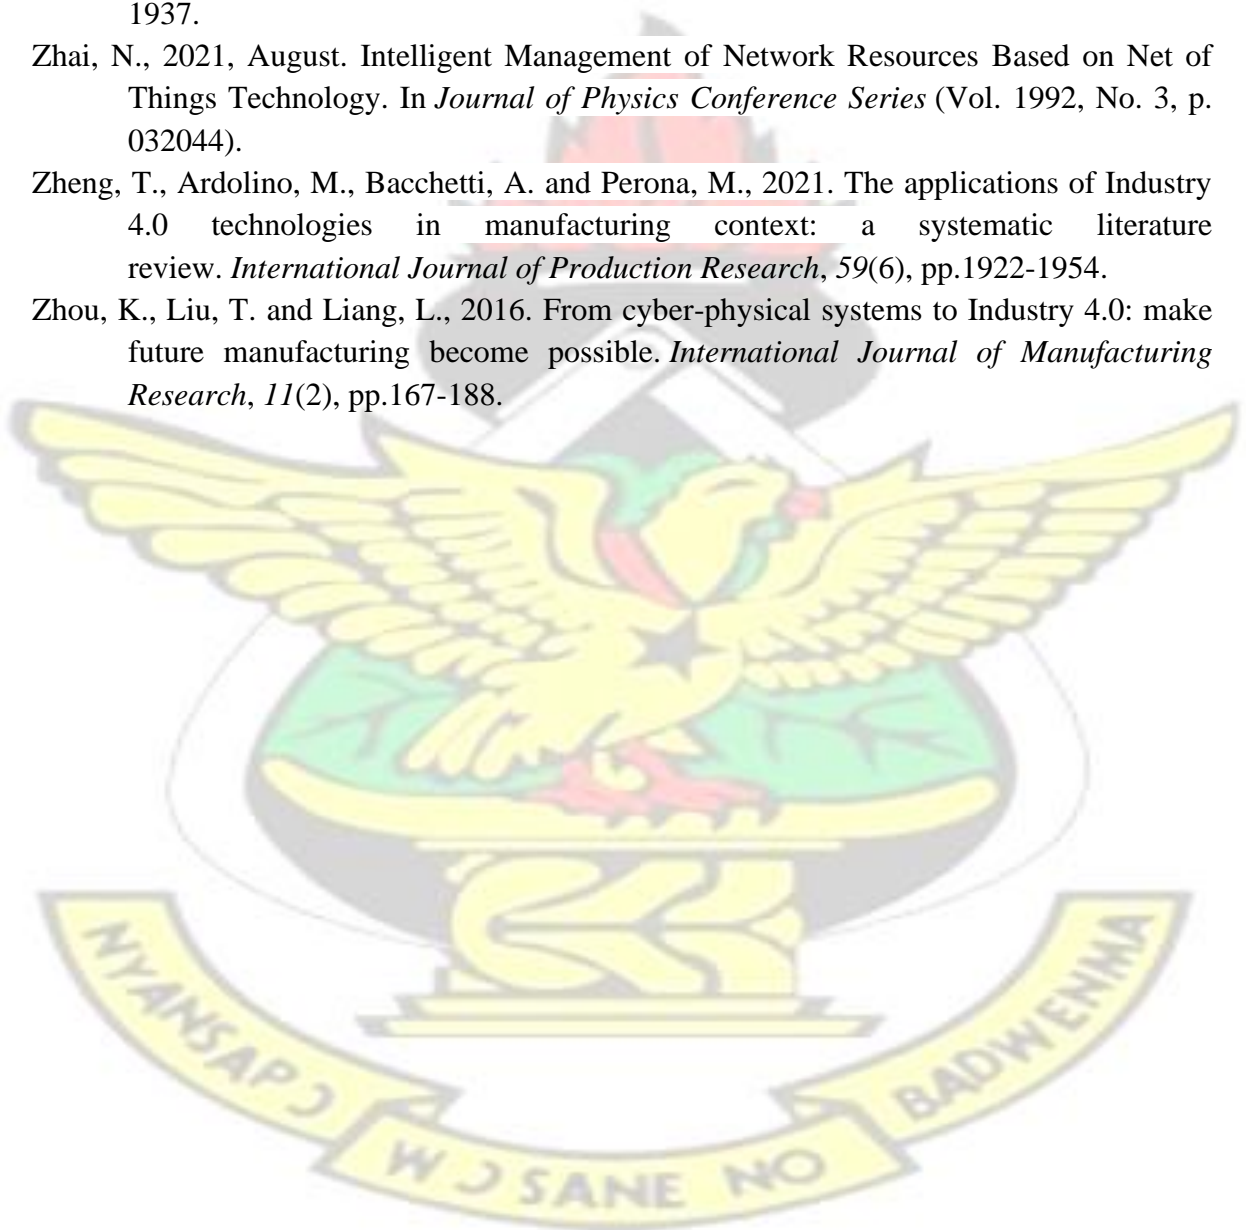 1937.
Zhai, N., 2021, August. Intelligent Management of Network Resources Based on Net of
Things Technology. In Journal of Physics Conference Series (Vol. 1992, No. 3, p.
032044).
Zheng, T., Ardolino, M., Bacchetti, A. and Perona, M., 2021. The applications of Industry
4.0 technologies in manufacturing context: a systematic literature
review. International Journal of Production Research, 59(6), pp.1922-1954.
Zhou, K., Liu, T. and Liang, L., 2016. From cyber-physical systems to Industry 4.0: make
future manufacturing become possible. International Journal of Manufacturing
Research, 11(2), pp.167-188.
NYANSAPƆ
WƆSANE NO
BADWENMA